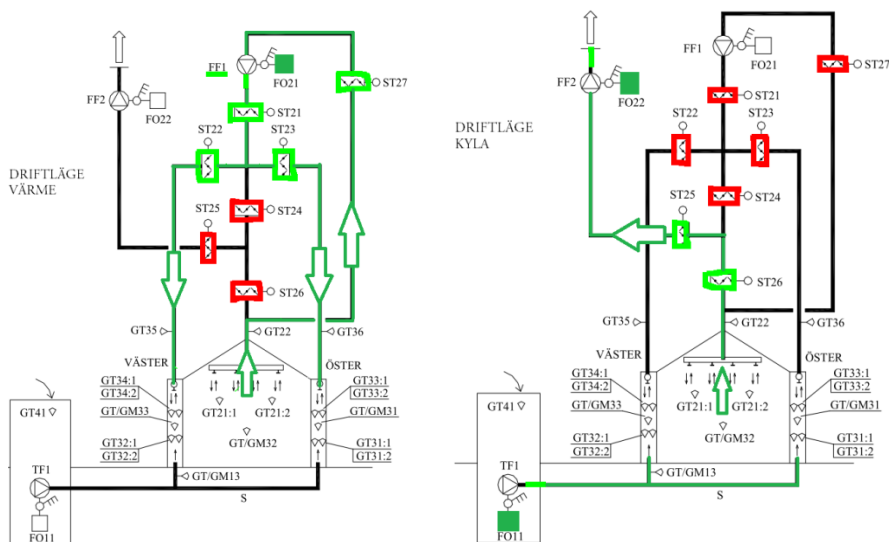 FF1
FO21
ST27
FF2
FO22
ST21
ST22
ST23
DRIFTLÄGE
VÄRME
ST24
ST25
ST26
GT35
GT22
GT36
VÄSTER
ÖSTER
GT34:1
GT34:2
GT33:1
GT33:2
GT41
GT21:1
GT21:2
GT/GM33
GT/GM31
GT/GM32
GT32:1
GT32:2
GT31:1
GT31:2
TF1
GT/GM13
S
FO11
FF1
FO21
ST27
FF2
FO22
ST21
ST22
ST23
DRIFTLÄGE
KYLA
ST24
ST25
ST26
GT35
GT22
GT36
VÄSTER
ÖSTER
GT34:1
GT34:2
GT33:1
GT33:2
GT41
GT21:1
GT21:2
GT/GM33
GT/GM31
GT/GM32
GT32:1
GT32:2
GT31:1
GT31:2
TF1
GT/GM13
S
FO11